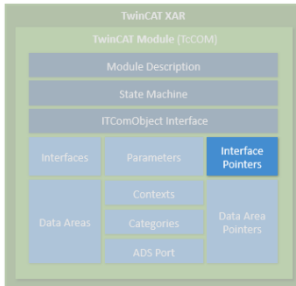 TwinCAT XAR
TwinCAT Module (TcCOM)
Module Description
State Machine
ITComObject Interface
Interfaces
Parameters
Interface
Pointers
Data Areas
Contexts
Categories
ADS Port
Data Area
Pointers